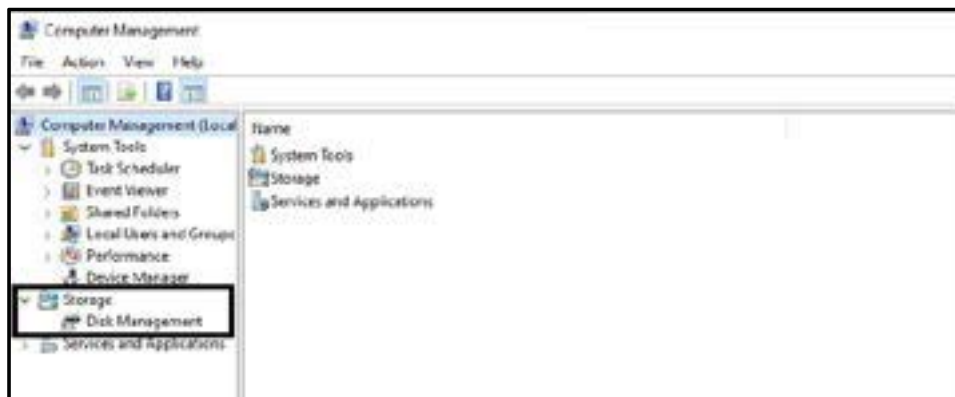 Computer Management
File Action View Help
Computer Management (Local
System Tools
Task Scheduler
Event Viewer
Shared Folders
Local Users and Groups
Performance
Device Manager
Storage
Disk Management
Services and Applications
Name
System Tools
Storage
Services and Applications